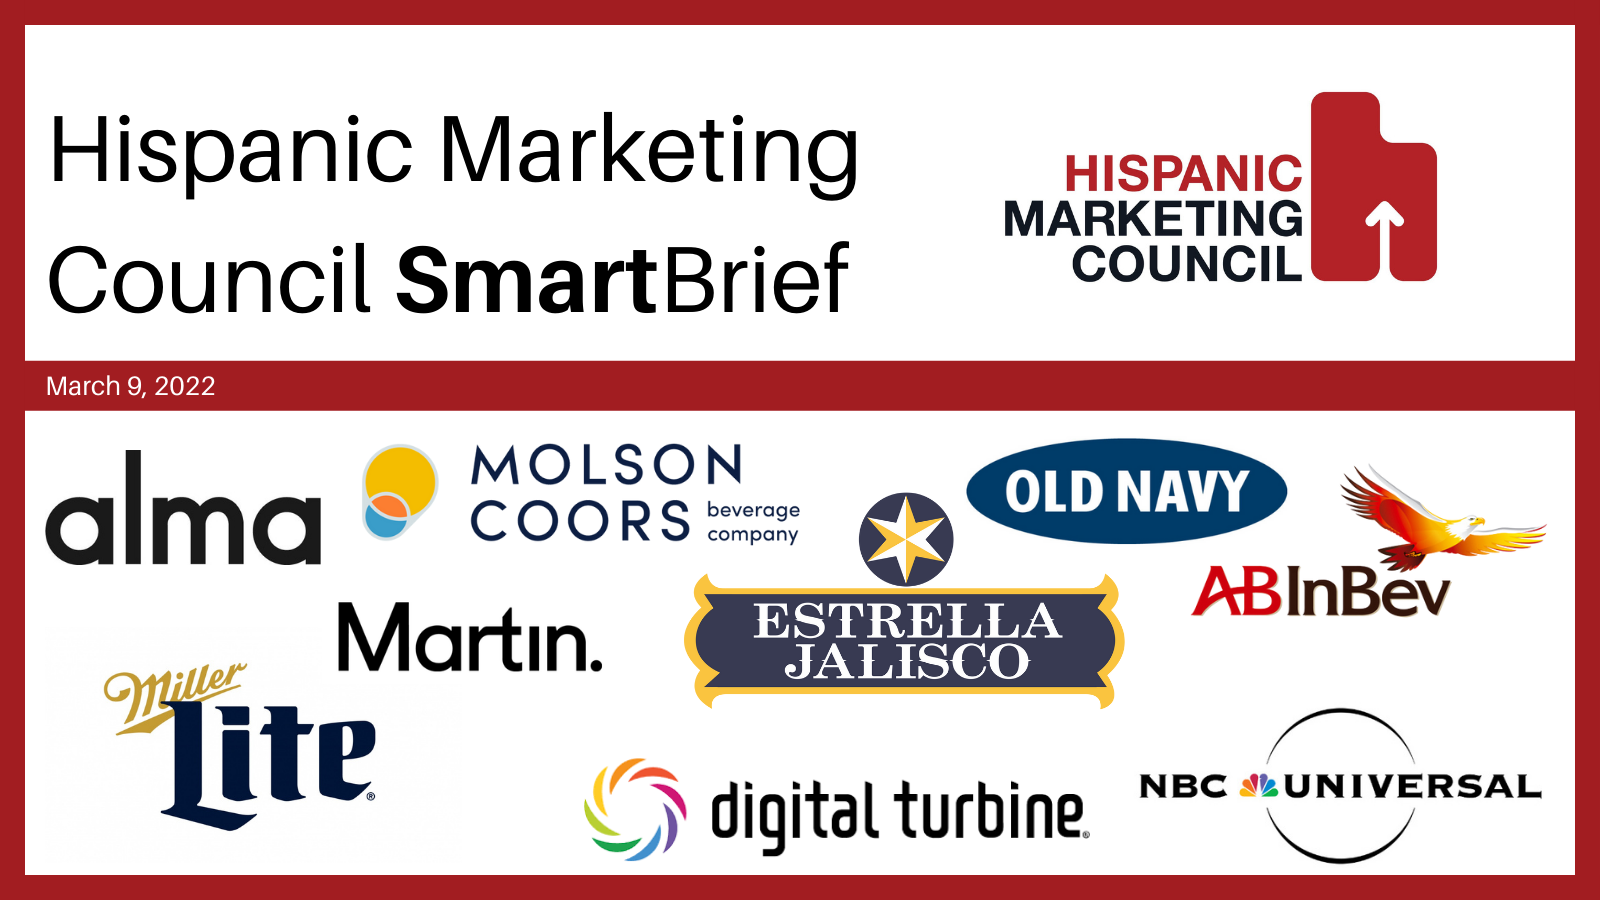 Hispanic Marketing
Council SmartBrief
HISPANIC
MARKETING
COUNCIL
March 9, 2022
alma
MOLSON
COORS beverage
company
OLD NAVY
ABInBev
ESTRELLA
JALISCO
Martin.
Miller
Lite®
digital turbine®
NBC UNIVERSAL